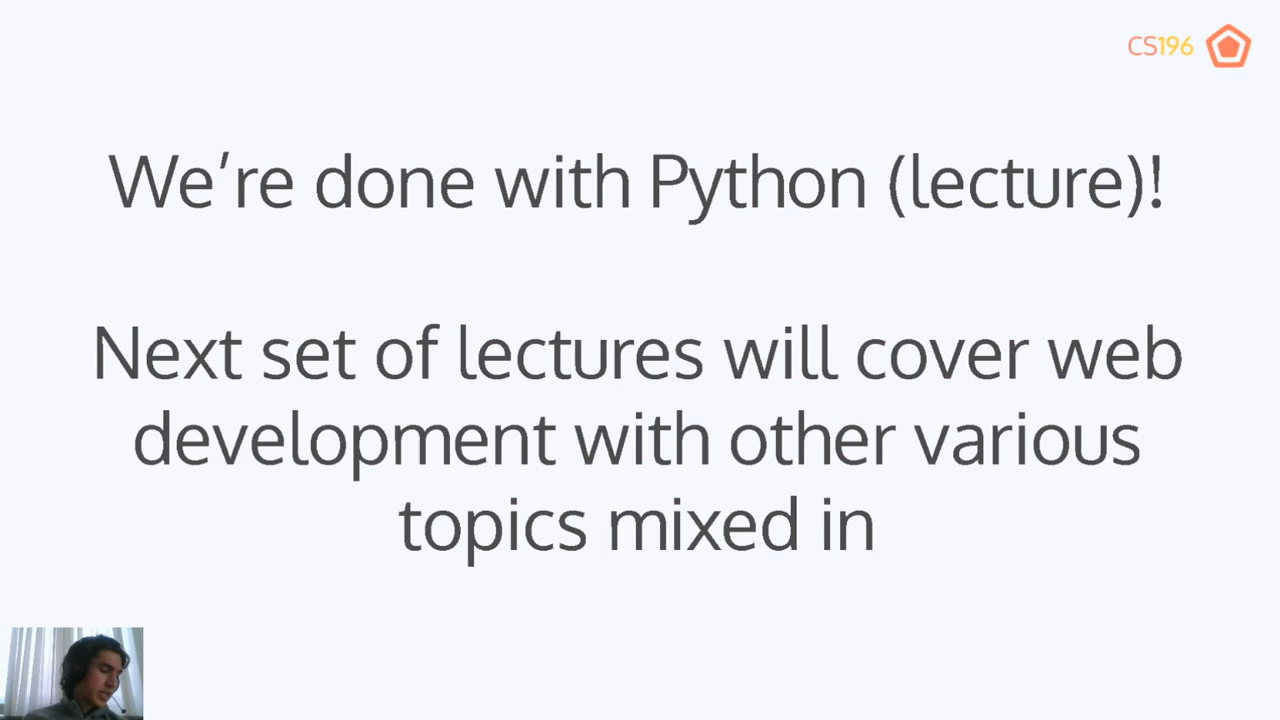 CS196
We're done with Python (lecture)!
Next set of lectures will cover web
development with other various
topics mixed in